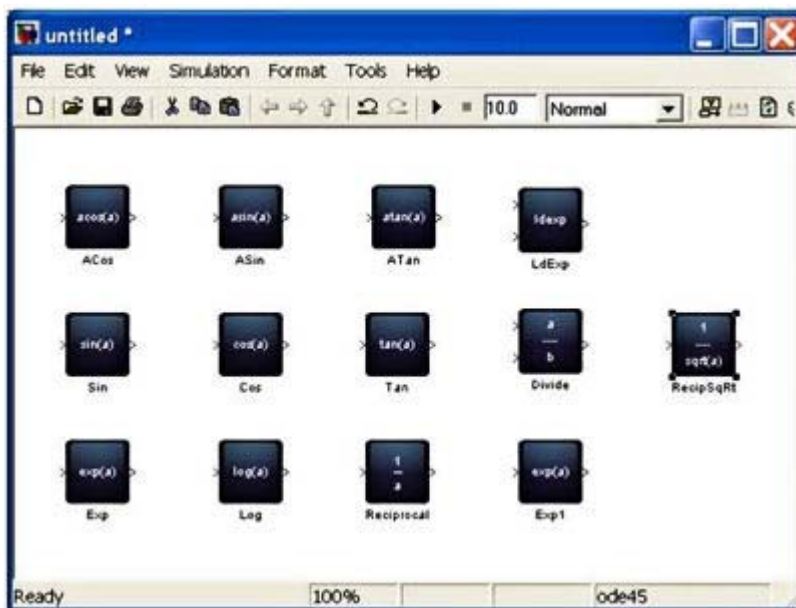 untitled *
File Edit View Simulation Format Tools Help
10.0 Normal
acos(a) asin(a) atan(a) ldexp
ACos ASin ATan LdExp
sin(a) cos(a) tan(a) a b 1 sqrt(a)
Sin Cos Tan Divide RecipSqRt
exp(a) log(a) 1 a exp(a)
Exp Log Reciprocal Exp1
Ready 100% ode45